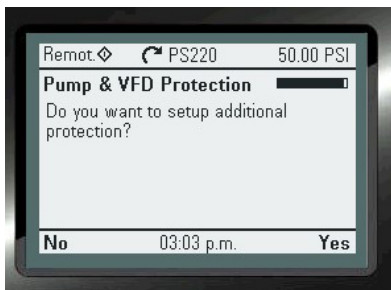 Remot. PS220 50.00 PSI
Pump & VFD Protection
Do you want to setup additional
protection?
No 03:03 p.m. Yes